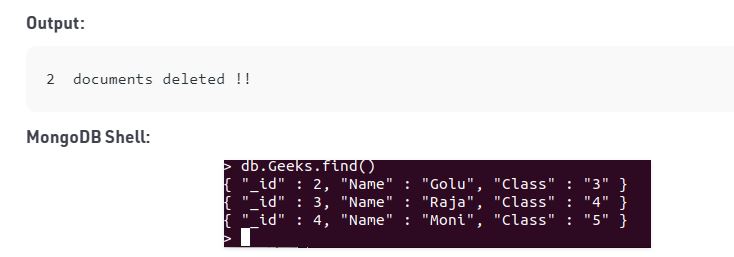 Output:
2  documents deleted !!
MongoDB Shell:
> db.Geeks.find()
{ "_id" : 2, "Name" : "Golu", "Class" : "3" }
{ "_id" : 3, "Name" : "Raja", "Class" : "4" }
{ "_id" : 4, "Name" : "Moni", "Class" : "5" }
>